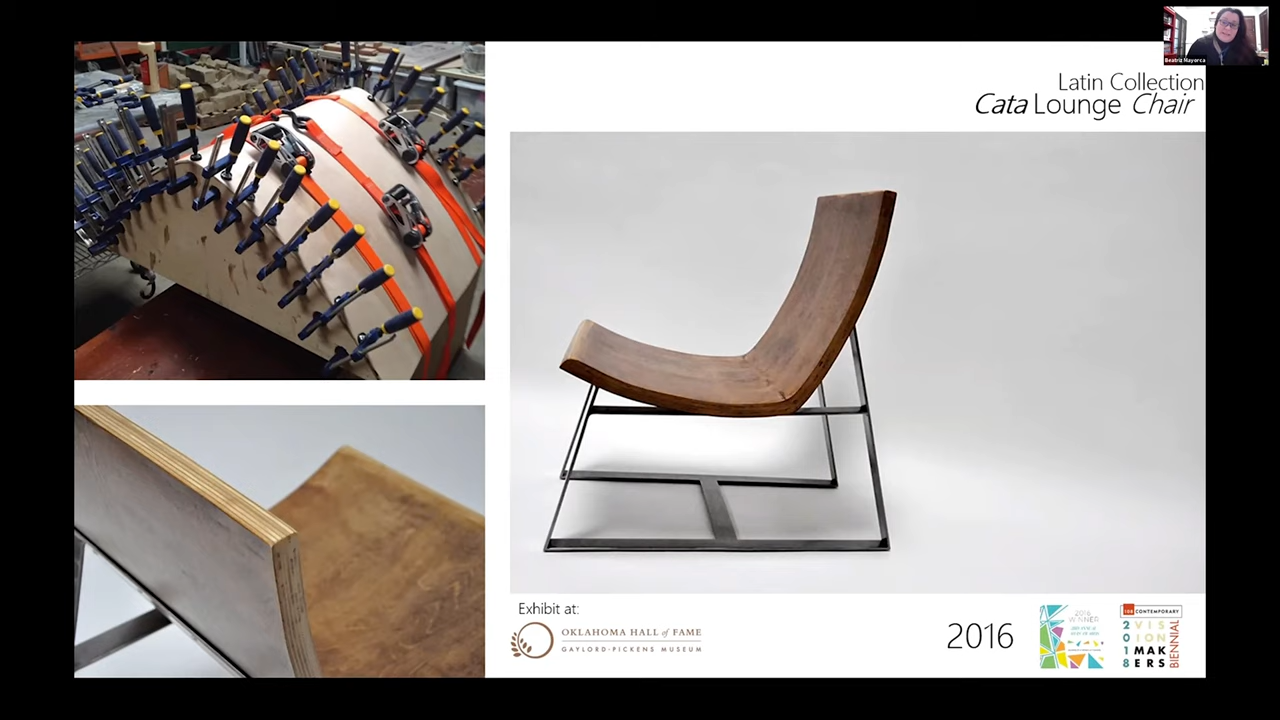 Beatriz Mayorca
Latin Collection
Cata Lounge Chair
Exhibit at:
OKLAHOMA HALL of FAME
GAYLORD-PICKENS MUSEUM
2016
2016
WINNER
108 CONTEMPORARY
2 VIS
0 ION
1 MAK
8 ERS
BIENNIAL